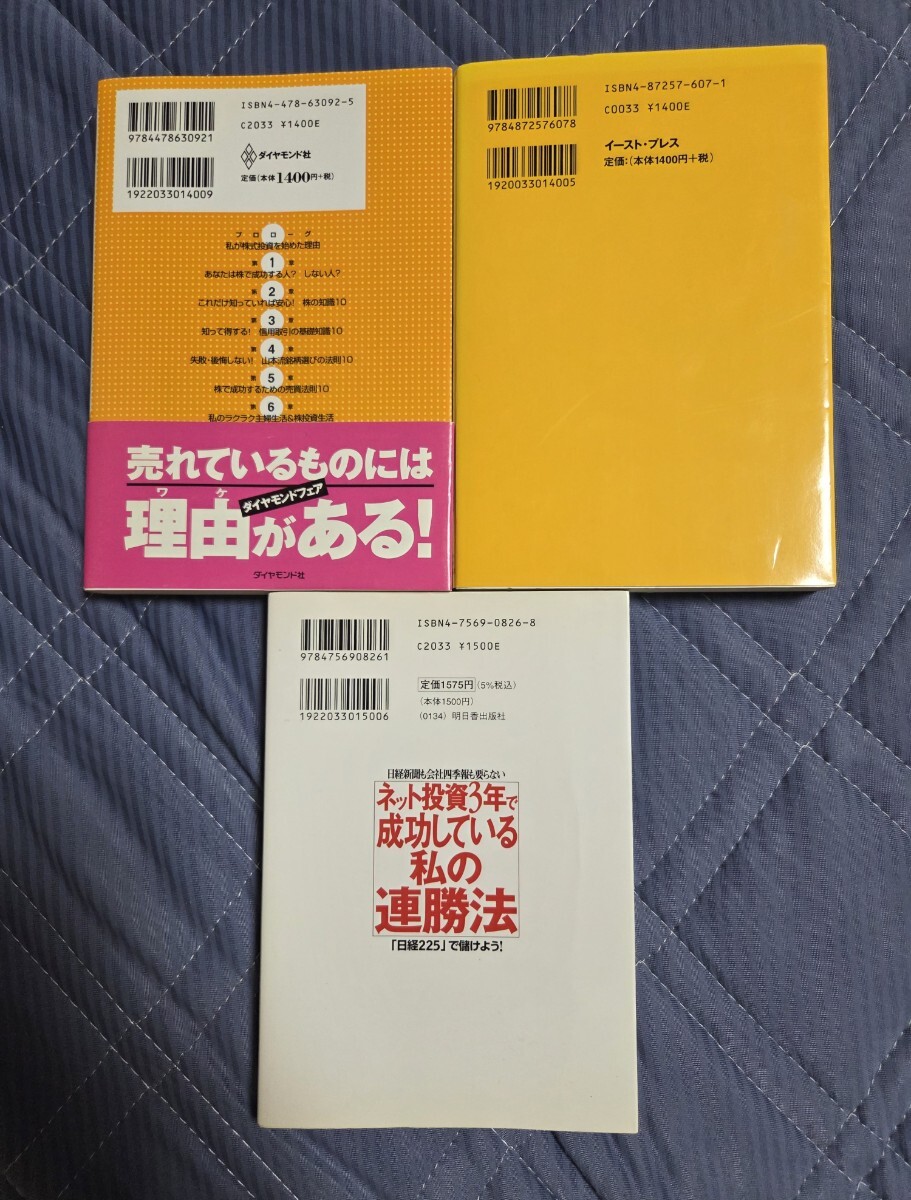 ISBN4-478-63092-5
C2033 ¥1400E
9784478630921
ダイヤモンド社
定価(本体1400円+税)
1922033014009
プロローグ
私が株式投資を始めた理由
第1章
あなたは株で成功する人? しない人?
第2章
これだけ知っていれば安心! 株の知識10
第3章
知って得する! 信用取引の基礎知識10
第4章
失敗・後悔しない! 山本流銘柄選びの法則10
第5章
株で成功するための売買法則10
第6章
私のラクラク主婦生活&株投資生活
売れているものには
ダイヤモンドフェア
ワケ
理由がある!
ダイヤモンド社
ISBN4-87257-607-1
C0033 ¥1400E
9784872576078
イースト・プレス
定価:(本体1400円+税)
1920033014005
ISBN4-7569-0826-8
C2033 ¥1500E
9784756908261
定価1575円(5%税込)
(本体1500円)
(0134) 明日香出版社
1922033015006
日経新聞も会社四季報も要らない
ネット投資3年で
成功している
私の
連勝法
「日経225」で儲けよう!